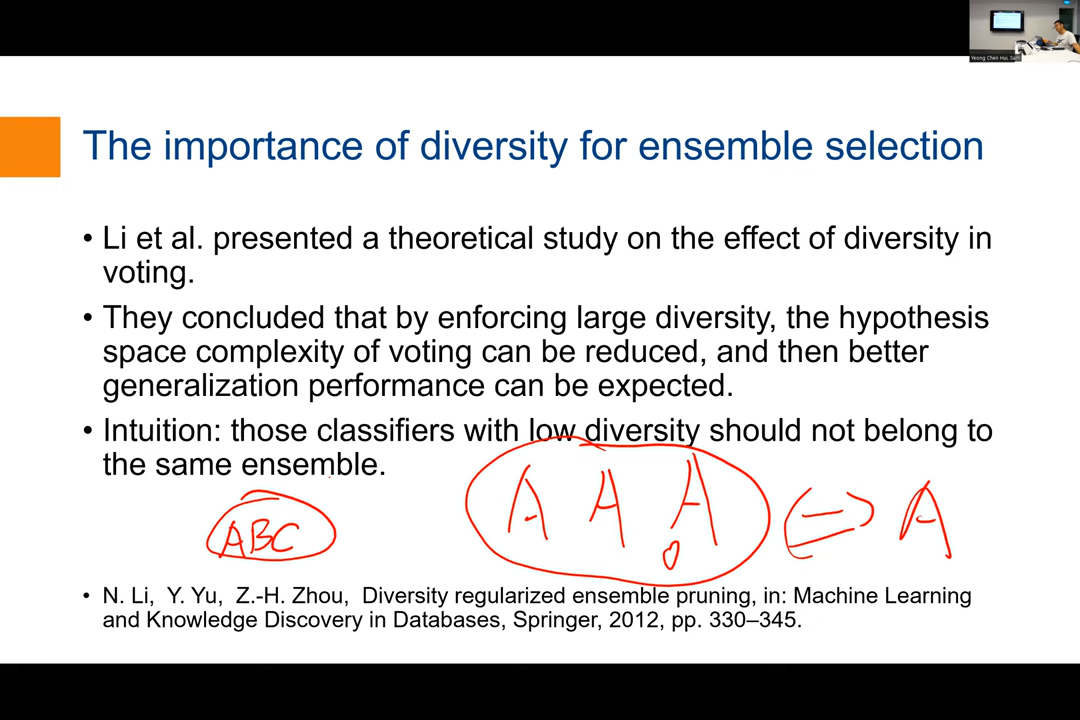 Yeong Chen Hui, Sam
The importance of diversity for ensemble selection
• Li et al. presented a theoretical study on the effect of diversity in
voting.
• They concluded that by enforcing large diversity, the hypothesis
space complexity of voting can be reduced, and then better
generalization performance can be expected.
• Intuition: those classifiers with low diversity should not belong to
the same ensemble.
ABC
A A A ⇔ A
• N. Li, Y. Yu, Z.-H. Zhou, Diversity regularized ensemble pruning, in: Machine Learning
and Knowledge Discovery in Databases, Springer, 2012, pp. 330–345.